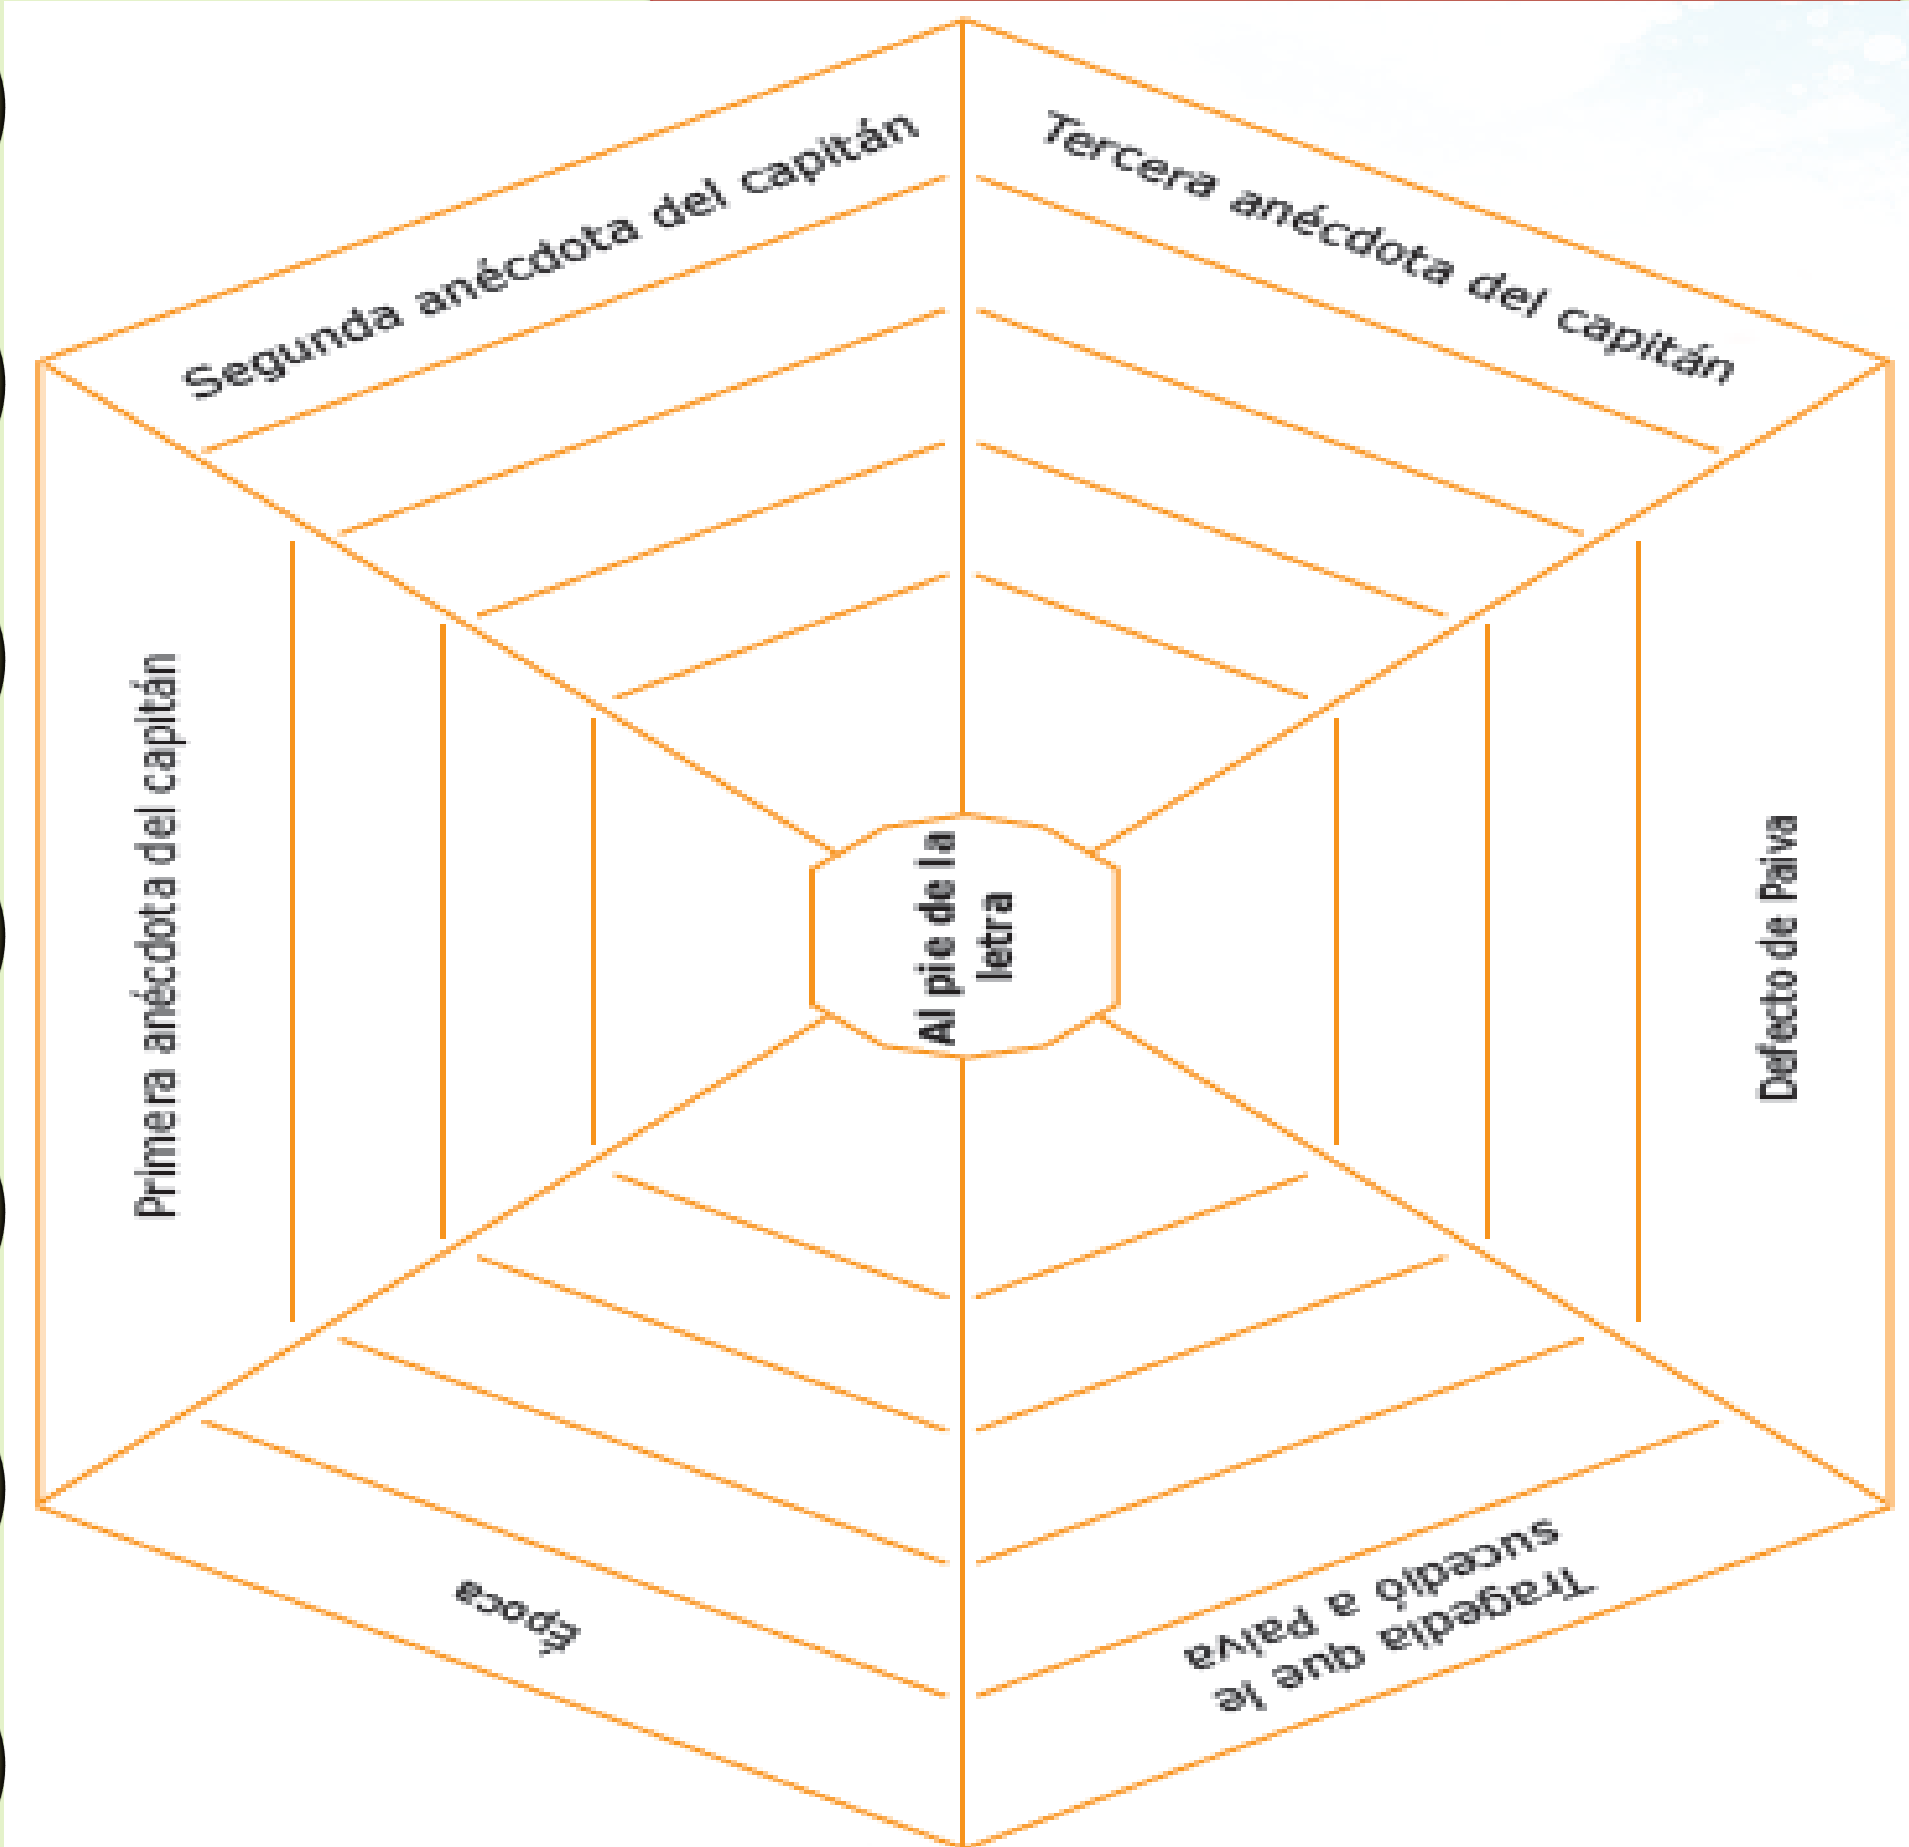 Segunda anécdota del capitán
Tercera anécdota del capitán
Primera anécdota del capitán
Al pie de la
letra
Defecto de Paiva
Época
Tragedia que le
sucedió a Paiva